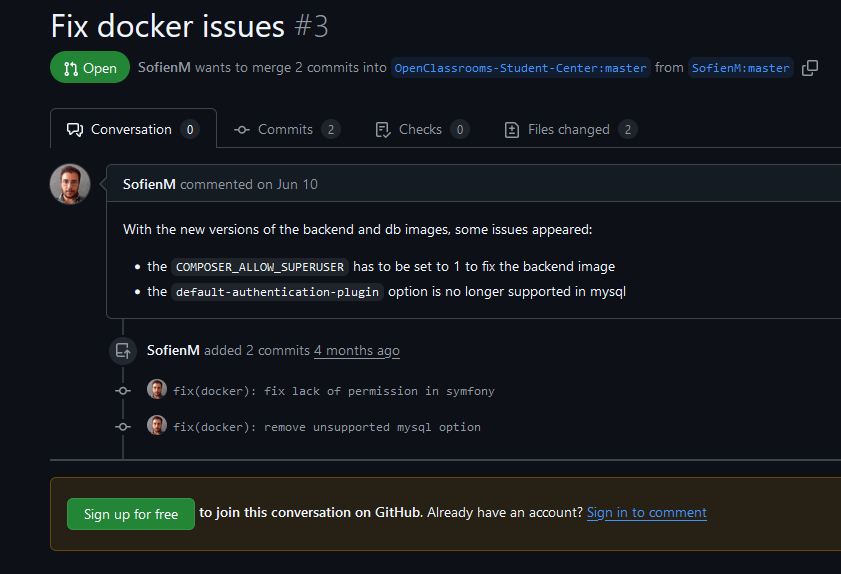 Fix docker issues #3
Open SofienM wants to merge 2 commits into OpenClassrooms-Student-Center:master from SofienM:master
Conversation 0 Commits 2 Checks 0 Files changed 2
SofienM commented on Jun 10
With the new versions of the backend and db images, some issues appeared:
• the COMPOSER_ALLOW_SUPERUSER has to be set to 1 to fix the backend image
• the default-authentication-plugin option is no longer supported in mysql
SofienM added 2 commits 4 months ago
fix(docker): fix lack of permission in symfony
fix(docker): remove unsupported mysql option
Sign up for free to join this conversation on GitHub. Already have an account? Sign in to comment